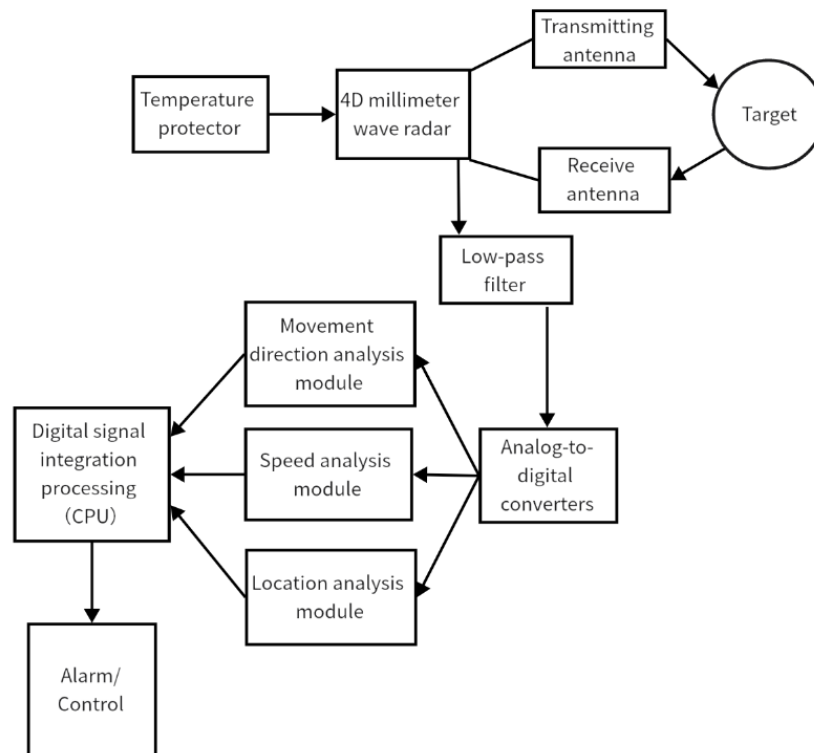 Transmitting
antenna
Temperature
protector
4D millimeter
wave radar
Target
Receive
antenna
Low-pass
filter
Movement
direction analysis
module
Digital signal
integration
processing
（CPU）
Speed analysis
module
Analog-to-
digital
converters
Location analysis
module
Alarm/
Control